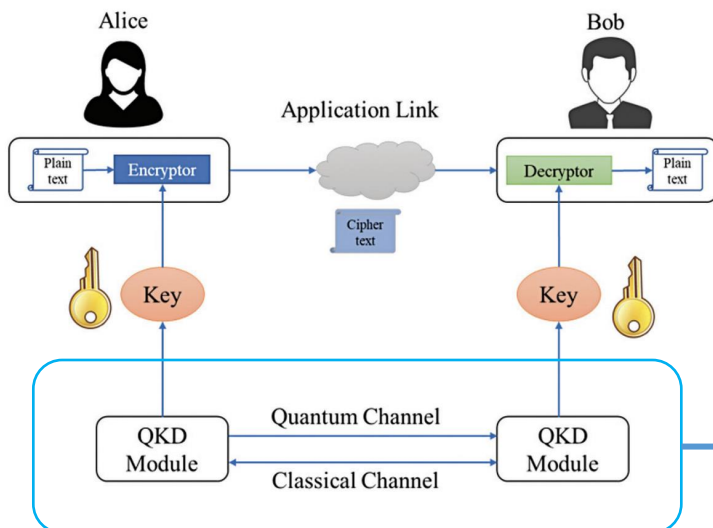 Alice
Bob
Application Link
Plain
text
Encryptor
Decryptor
Plain
text
Cipher
text
Key
Key
QKD
Module
Quantum Channel
Classical Channel
QKD
Module